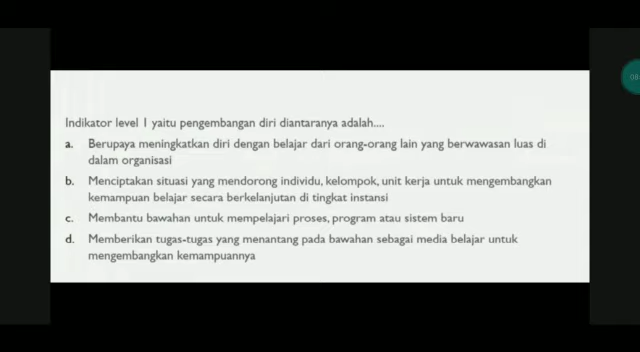 Indikator level 1 yaitu pengembangan diri diantaranya adalah....
a. Berupaya meningkatkan diri dengan belajar dari orang-orang lain yang berwawasan luas di
dalam organisasi
b. Menciptakan situasi yang mendorong individu, kelompok, unit kerja untuk mengembangkan
kemampuan belajar secara berkelanjutan di tingkat instansi
c. Membantu bawahan untuk mempelajari proses, program atau sistem baru
d. Memberikan tugas-tugas yang menantang pada bawahan sebagai media belajar untuk
mengembangkan kemampuannya